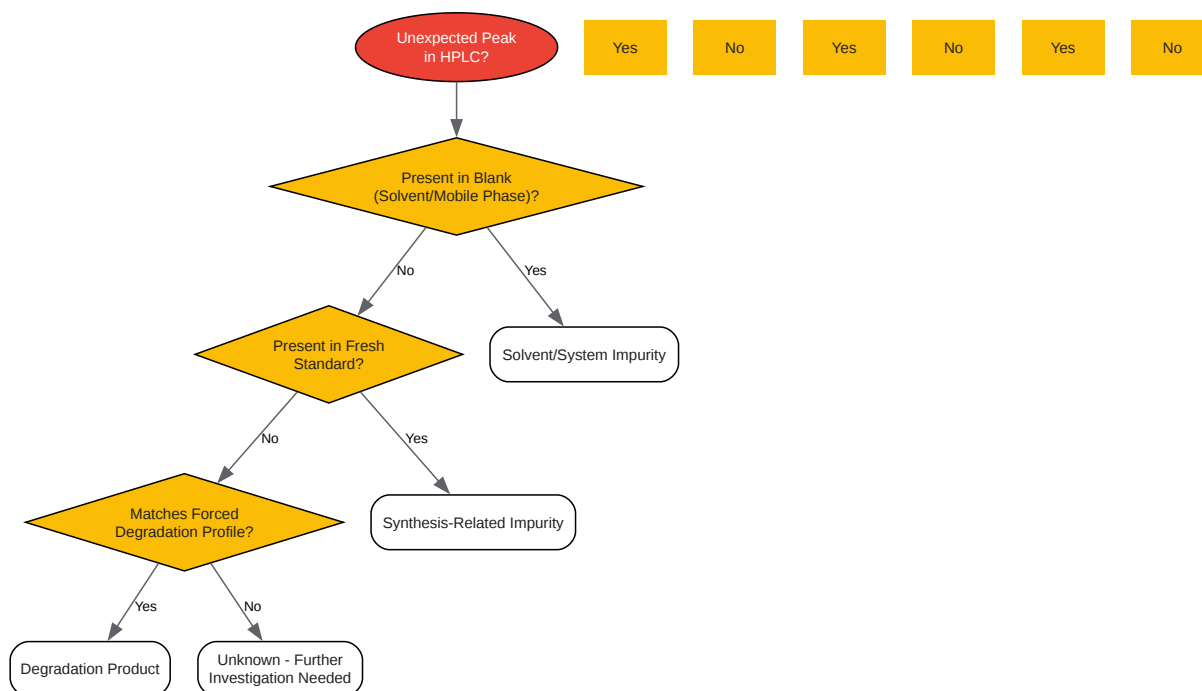 Unexpected Peak
in HPLC?
Yes
No
Yes
No
Yes
No
Present in Blank
(Solvent/Mobile Phase)?
No
Yes
Present in Fresh
Standard?
Solvent/System Impurity
No
Yes
Matches Forced
Degradation Profile?
Synthesis-Related Impurity
Yes
No
Degradation Product
Unknown - Further
Investigation Needed